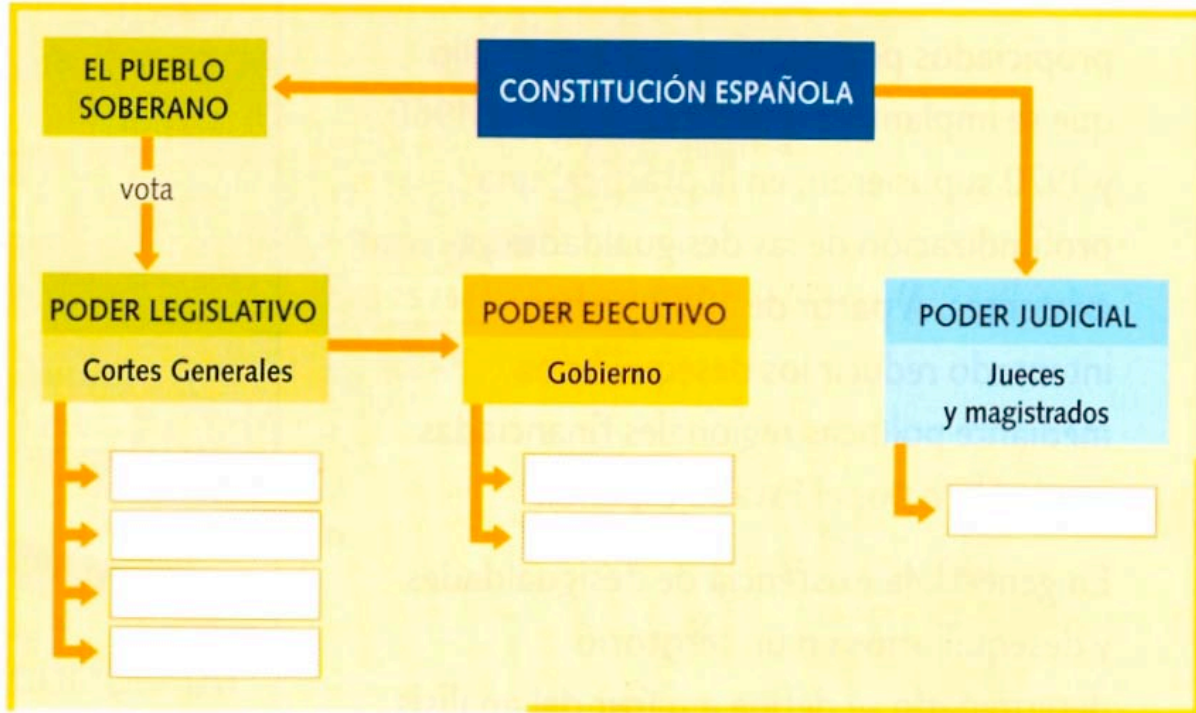 EL PUEBLO
SOBERANO
CONSTITUCIÓN ESPAÑOLA
vota
PODER LEGISLATIVO
Cortes Generales
PODER EJECUTIVO
Gobierno
PODER JUDICIAL
Jueces
y magistrados